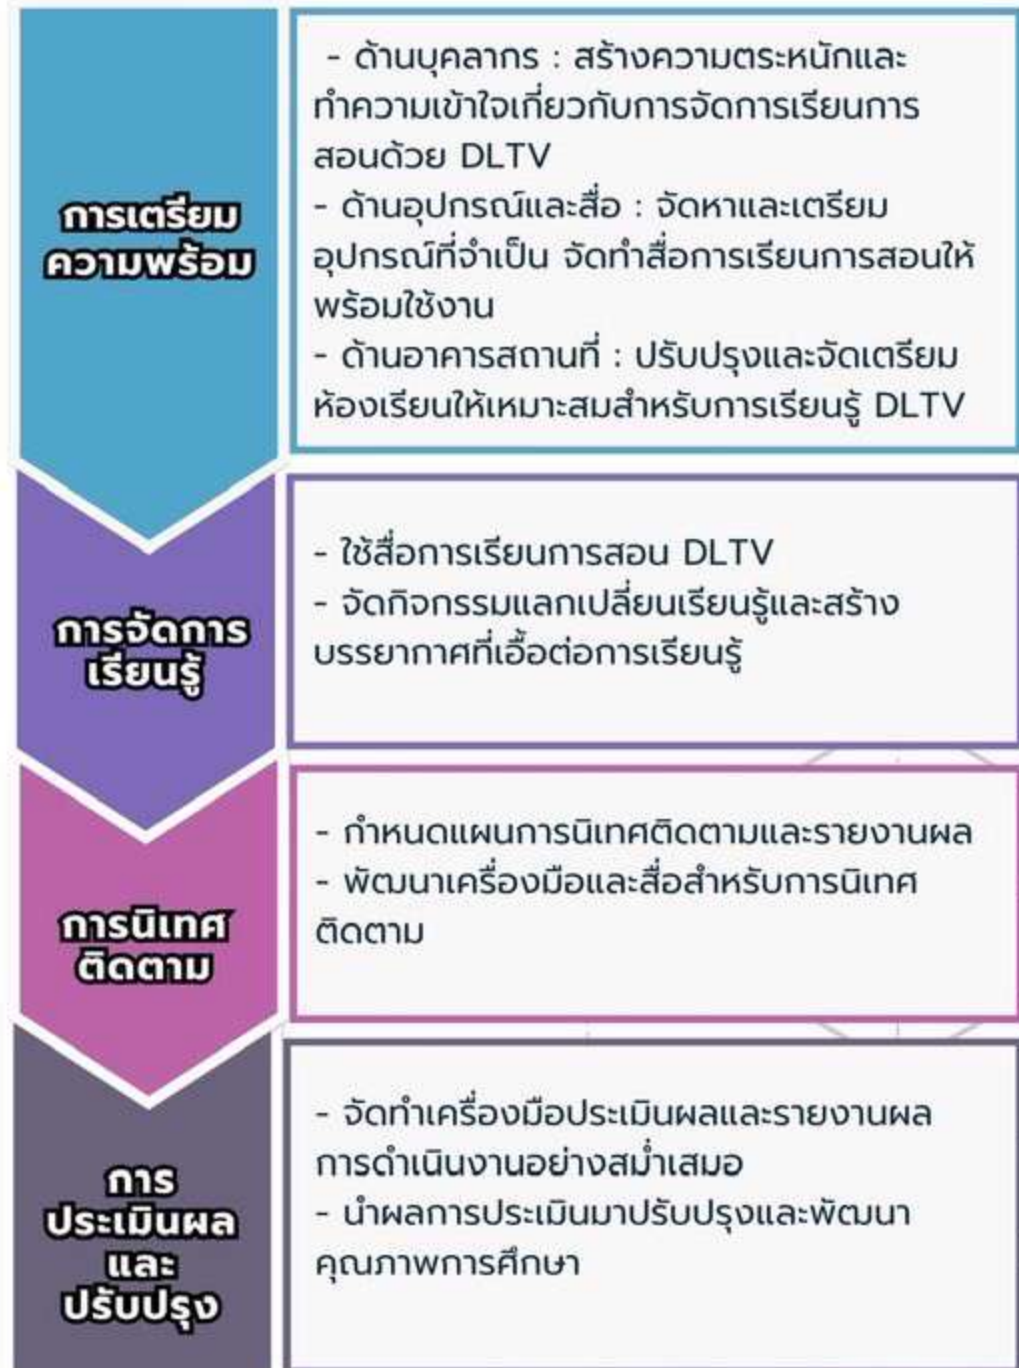 การเตรียม
ความพร้อม
- ด้านบุคลากร : สร้างความตระหนักและ
ทำความเข้าใจเกี่ยวกับการจัดการเรียนการ
สอนด้วย DLTV
- ด้านอุปกรณ์และสื่อ : จัดหาและเตรียม
อุปกรณ์ที่จำเป็น จัดทำสื่อการเรียนการสอนให้
พร้อมใช้งาน
- ด้านอาคารสถานที่ : ปรับปรุงและจัดเตรียม
ห้องเรียนให้เหมาะสมสำหรับการเรียนรู้ DLTV
การจัดการ
เรียนรู้
- ใช้สื่อการเรียนการสอน DLTV
- จัดกิจกรรมแลกเปลี่ยนเรียนรู้และสร้าง
บรรยากาศที่เอื้อต่อการเรียนรู้
การนิเทศ
ติดตาม
- กำหนดแผนการนิเทศติดตามและรายงานผล
- พัฒนาเครื่องมือและสื่อสำหรับการนิเทศ
ติดตาม
การ
ประเมินผล
และ
ปรับปรุง
- จัดทำเครื่องมือประเมินผลและรายงานผล
การดำเนินงานอย่างสม่ำเสมอ
- นำผลการประเมินมาปรับปรุงและพัฒนา
คุณภาพการศึกษา